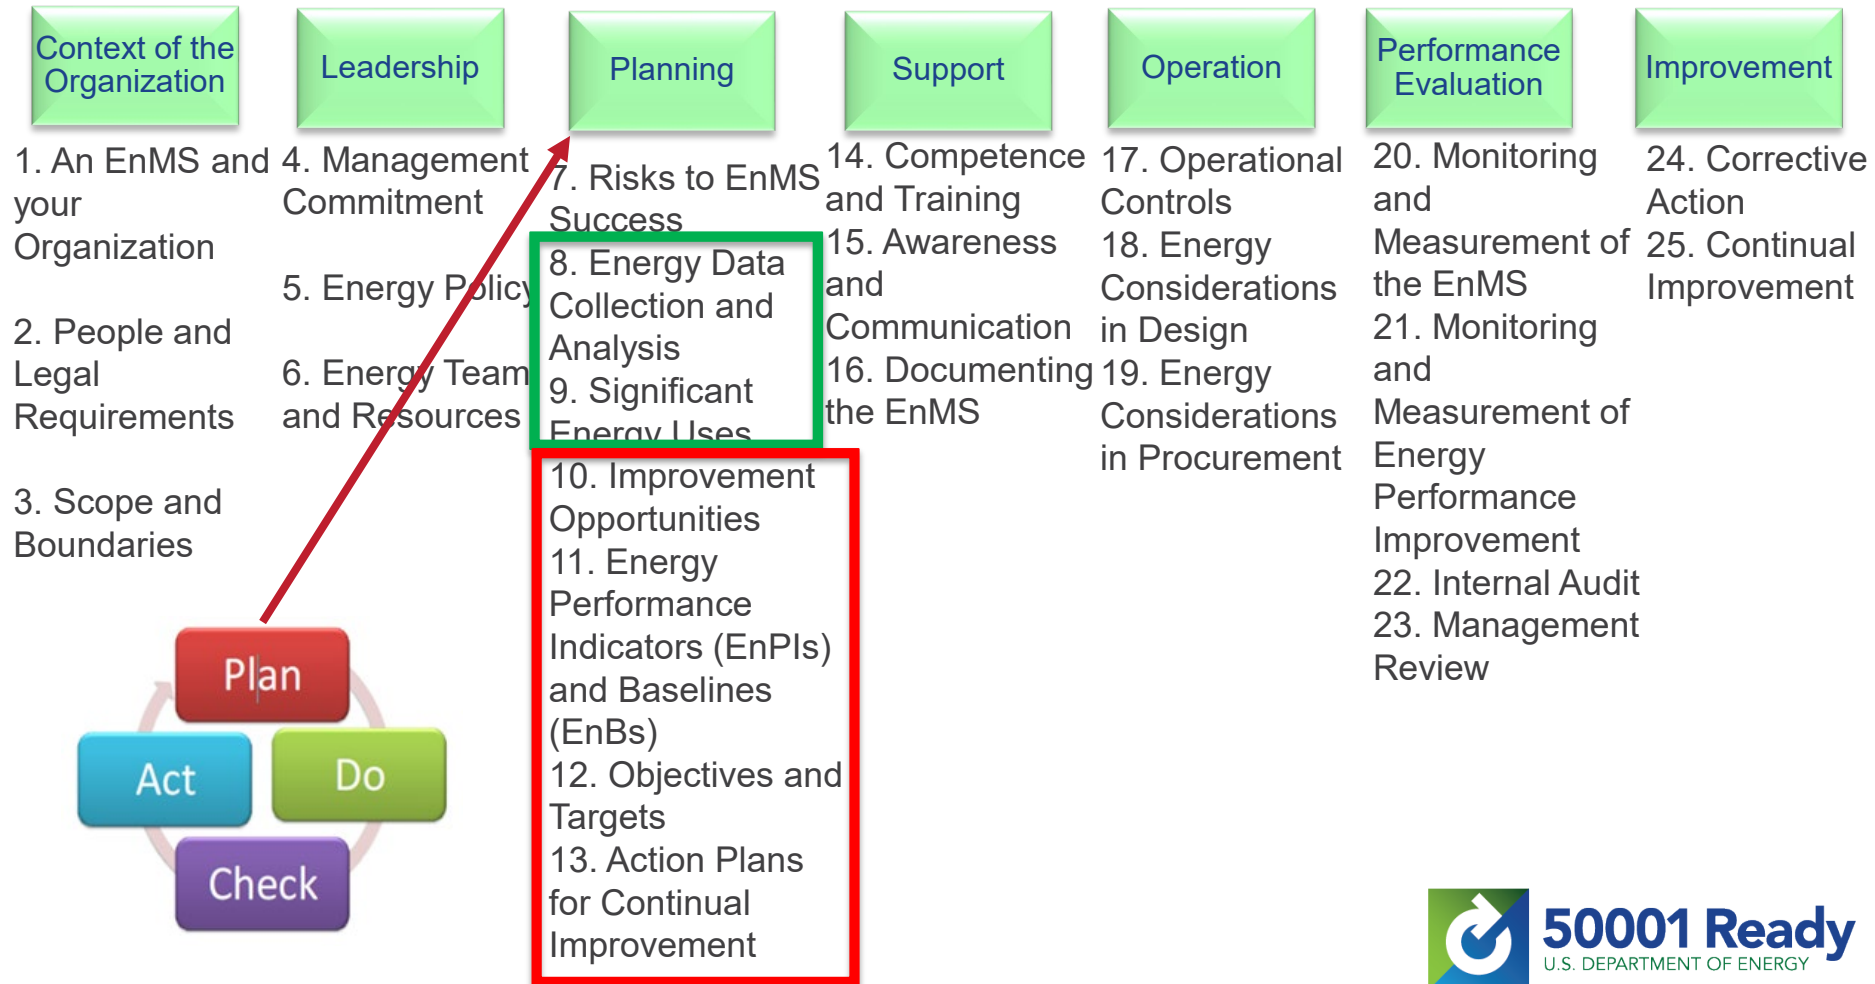 Context of the
Organization
Leadership
Planning
Support
Operation
Performance
Evaluation
Improvement
1. An EnMS and
your
Organization
2. People and
Legal
Requirements
3. Scope and
Boundaries
4. Management
Commitment
5. Energy Policy
6. Energy Team
and Resources
7. Risks to EnMS
Success
8. Energy Data
Collection and
Analysis
9. Significant
Energy Uses
10. Improvement
Opportunities
11. Energy
Performance
Indicators (EnPIs)
and Baselines
(EnBs)
12. Objectives and
Targets
13. Action Plans
for Continual
Improvement
14. Competence
and Training
15. Awareness
and
Communication
16. Documenting
the EnMS
17. Operational
Controls
18. Energy
Considerations
in Design
19. Energy
Considerations
in Procurement
20. Monitoring
and
Measurement of
the EnMS
21. Monitoring
and
Measurement of
Energy
Performance
Improvement
22. Internal Audit
23. Management
Review
24. Corrective
Action
25. Continual
Improvement
Plan
Act
Do
Check
50001 Ready
U.S. DEPARTMENT OF ENERGY